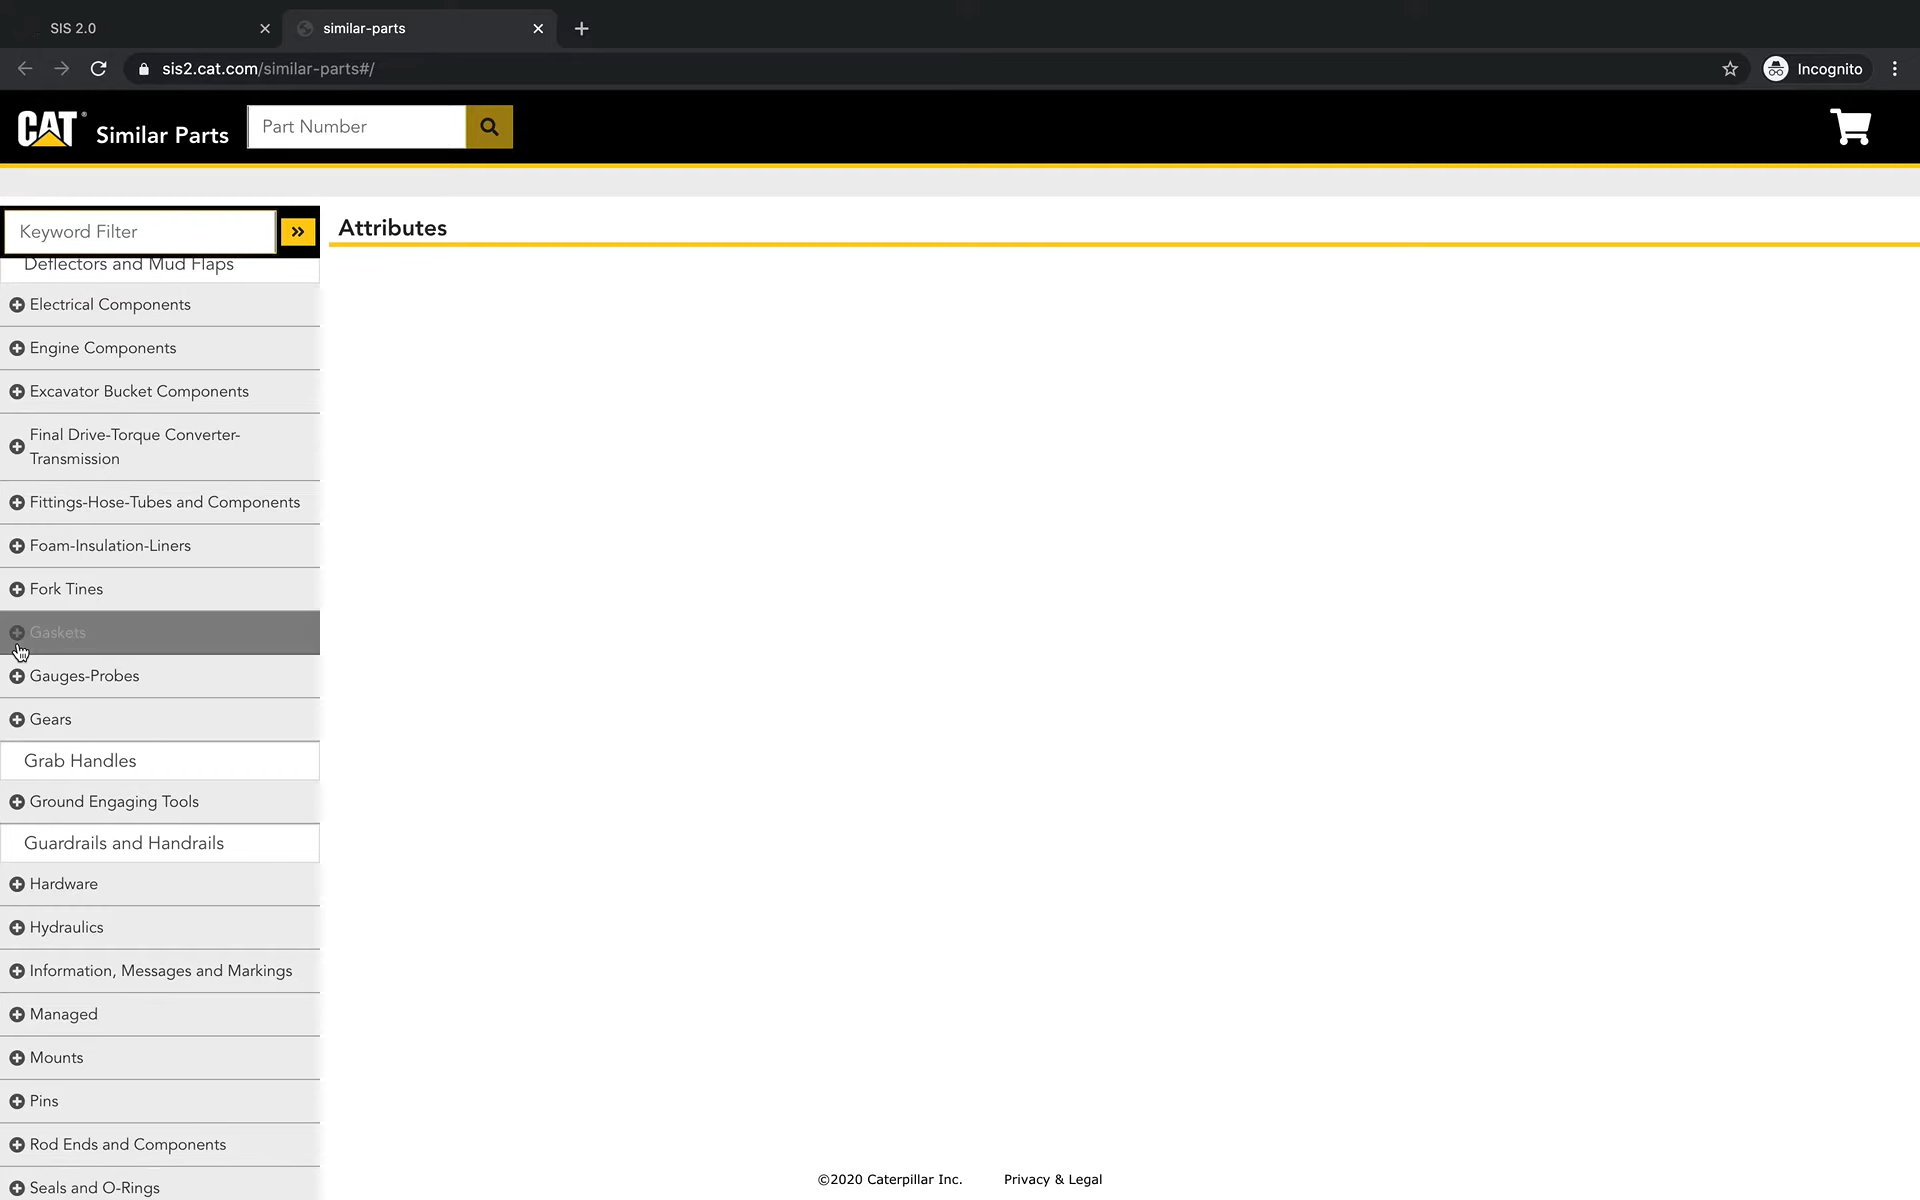 SIS 2.0
similar-parts
sis2.cat.com/similar-parts#/
Incognito
CAT®
Similar Parts
Part Number
Keyword Filter
Attributes
Deflectors and Mud Flaps
Electrical Components
Engine Components
Excavator Bucket Components
Final Drive-Torque Converter-
Transmission
Fittings-Hose-Tubes and Components
Foam-Insulation-Liners
Fork Tines
Gaskets
Gauges-Probes
Gears
Grab Handles
Ground Engaging Tools
Guardrails and Handrails
Hardware
Hydraulics
Information, Messages and Markings
Managed
Mounts
Pins
Rod Ends and Components
Seals and O-Rings
©2020 Caterpillar Inc. Privacy & Legal